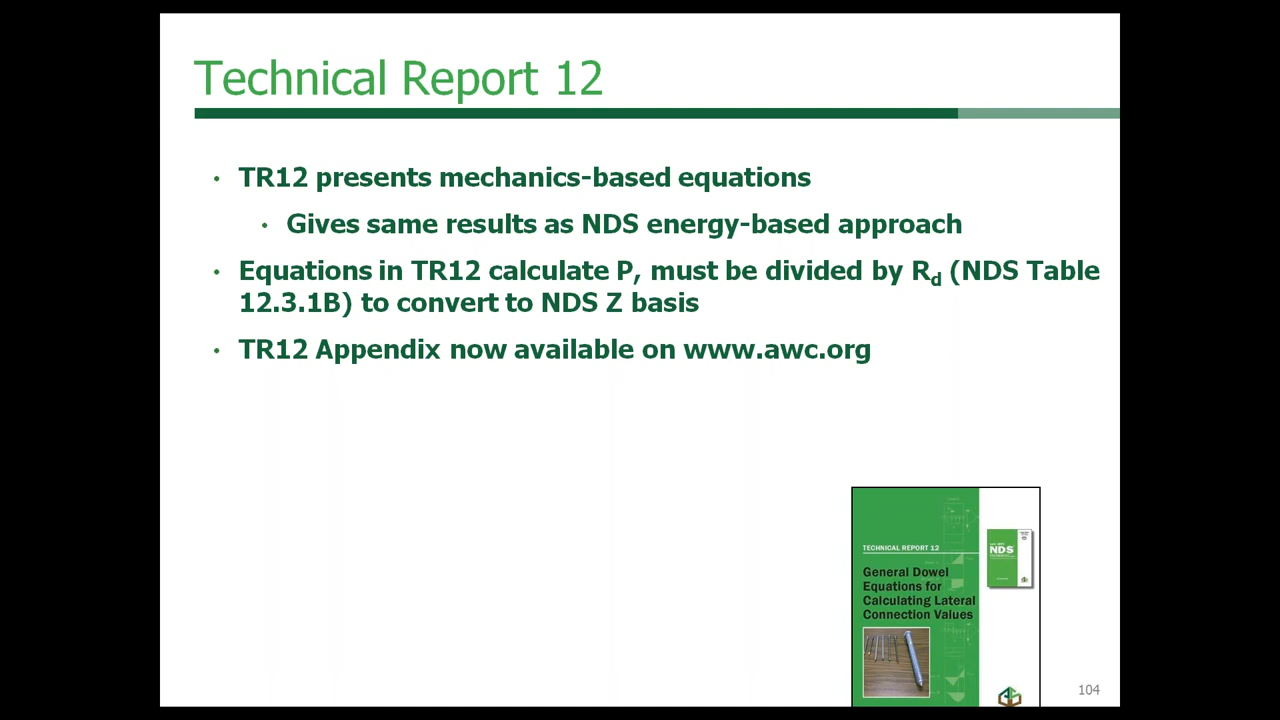 Technical Report 12
• TR12 presents mechanics-based equations
• Gives same results as NDS energy-based approach
• Equations in TR12 calculate P, must be divided by Rd (NDS Table
12.3.1B) to convert to NDS Z basis
• TR12 Appendix now available on www.awc.org
TECHNICAL REPORT 12
NDS
General Dowel
Equations for
Calculating Lateral
Connection Values
104